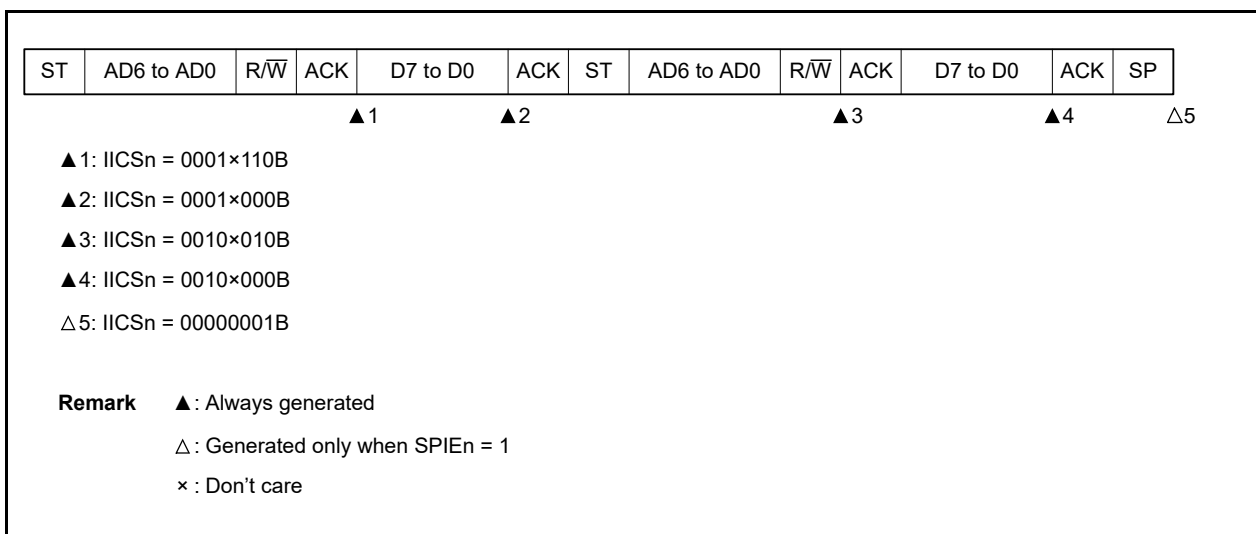 ST AD6 to AD0 R/W̅ ACK D7 to D0 ACK ST AD6 to AD0 R/W̅ ACK D7 to D0 ACK SP
▲1 ▲2 ▲3 ▲4 △5
▲1: IICSn = 0001×110B
▲2: IICSn = 0001×000B
▲3: IICSn = 0010×010B
▲4: IICSn = 0010×000B
△5: IICSn = 00000001B
Remark ▲: Always generated
△: Generated only when SPIEn = 1
×: Don't care